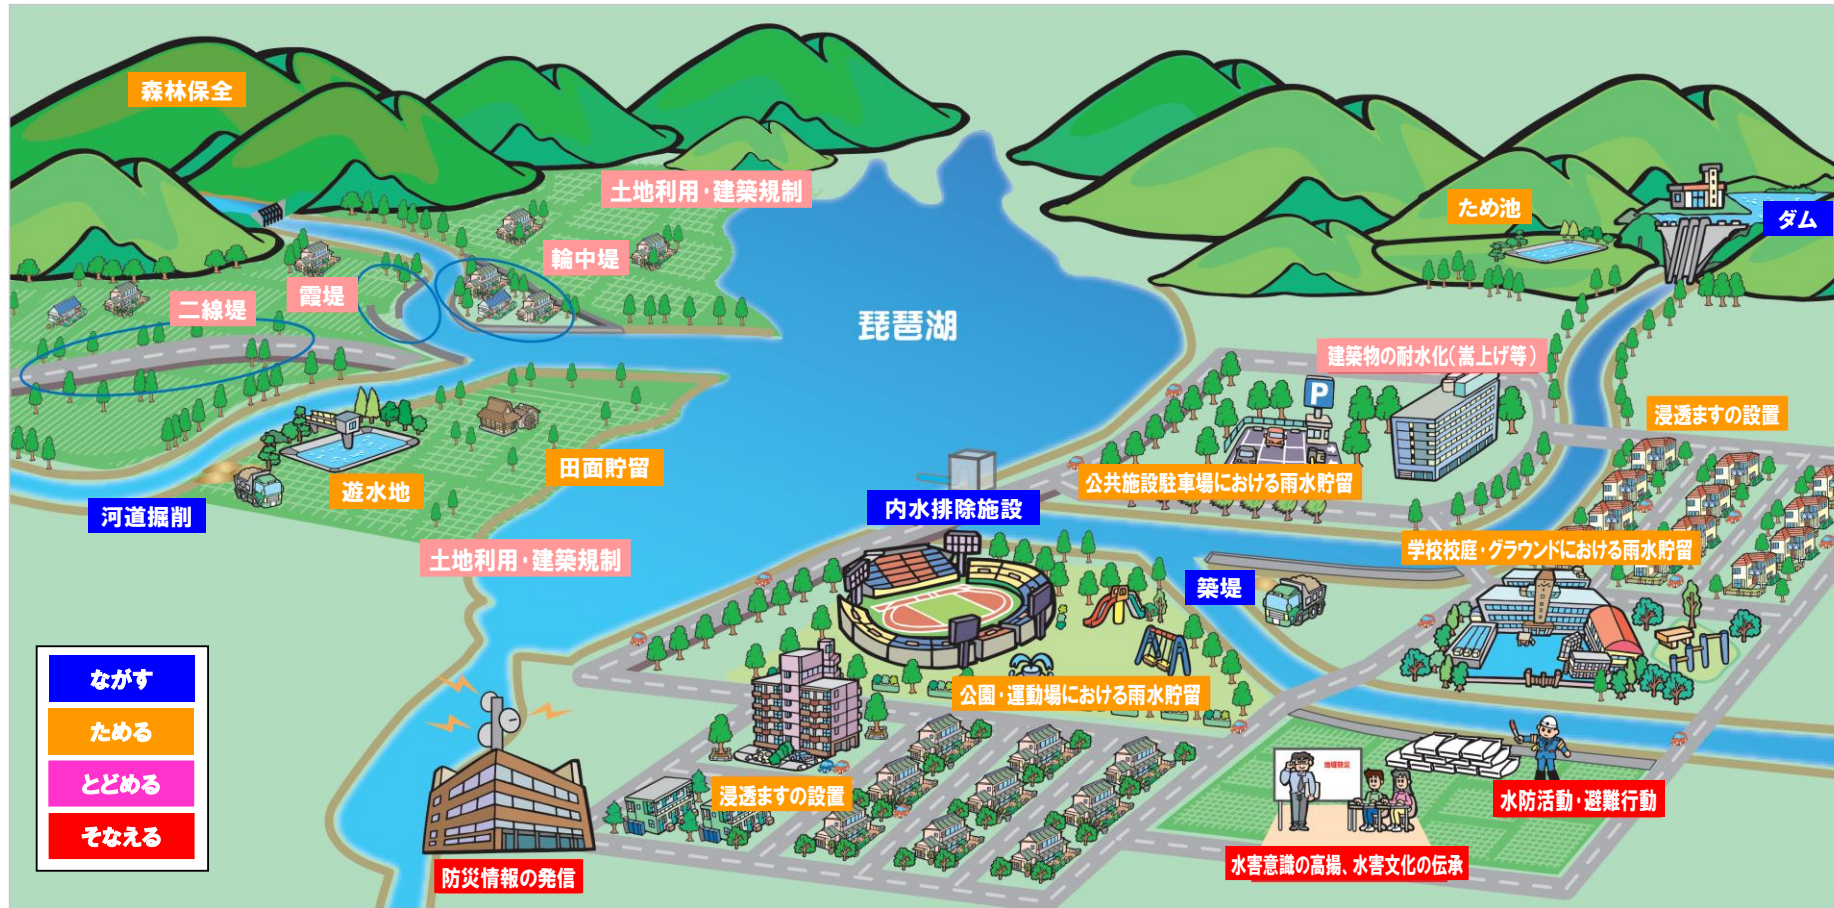 森林保全
土地利用・建築規制
ため池
ダム
輪中堤
霞堤
二線堤
琵琶湖
建築物の耐水化(嵩上げ等)
P
浸透ますの設置
田面貯留
遊水地
公共施設駐車場における雨水貯留
河道掘削
内水排除施設
土地利用・建築規制
学校校庭・グラウンドにおける雨水貯留
築堤
ながす
ためる
とどめる
そなえる
公園・運動場における雨水貯留
浸透ますの設置
地域防災
水防活動・避難行動
防災情報の発信
水害意識の高揚、水害文化の伝承